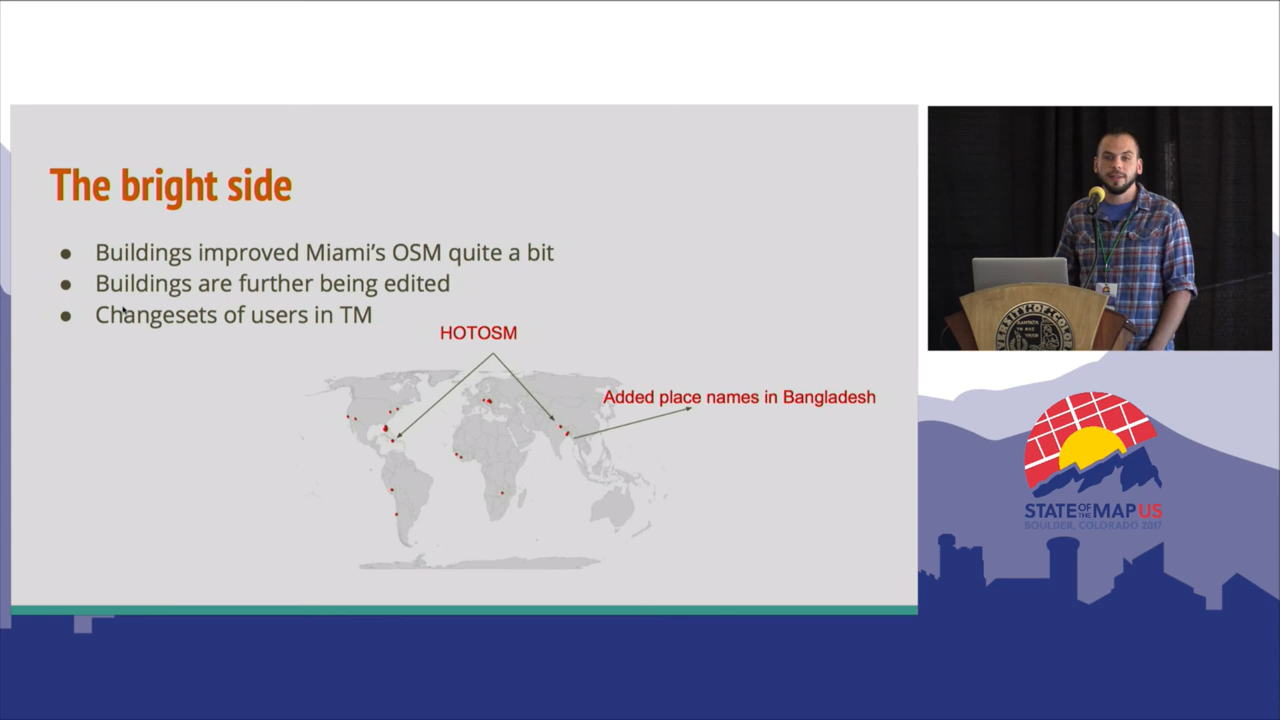 The bright side
● Buildings improved Miami's OSM quite a bit
● Buildings are further being edited
● Changesets of users in TM
HOTOSM
Added place names in Bangladesh
STATE OF THE MAP US
BOULDER, COLORADO 2017